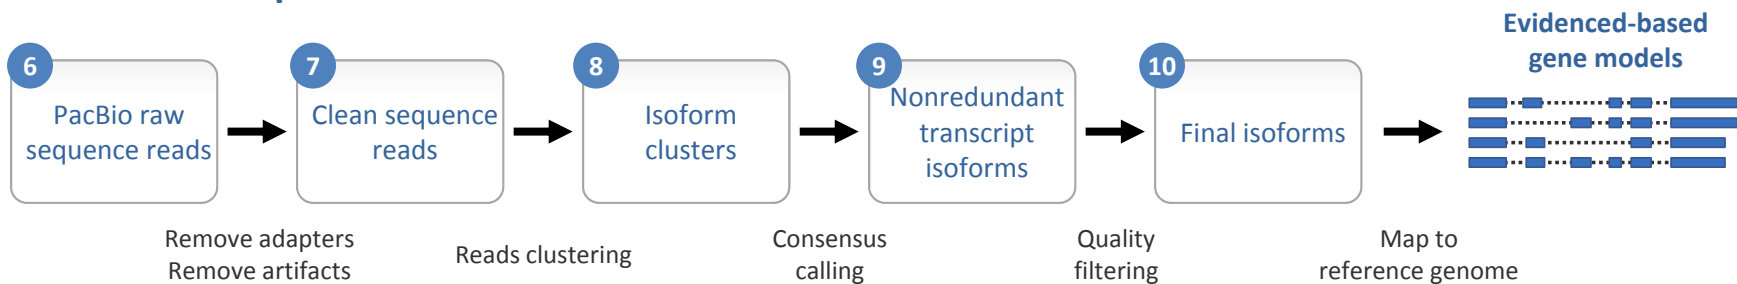 Evidenced-based
gene models
6
PacBio raw
sequence reads
7
Clean sequence
reads
8
Isoform
clusters
9
Nonredundant
transcript
isoforms
10
Final isoforms
Remove adapters
Remove artifacts
Reads clustering
Consensus
calling
Quality
filtering
Map to
reference genome